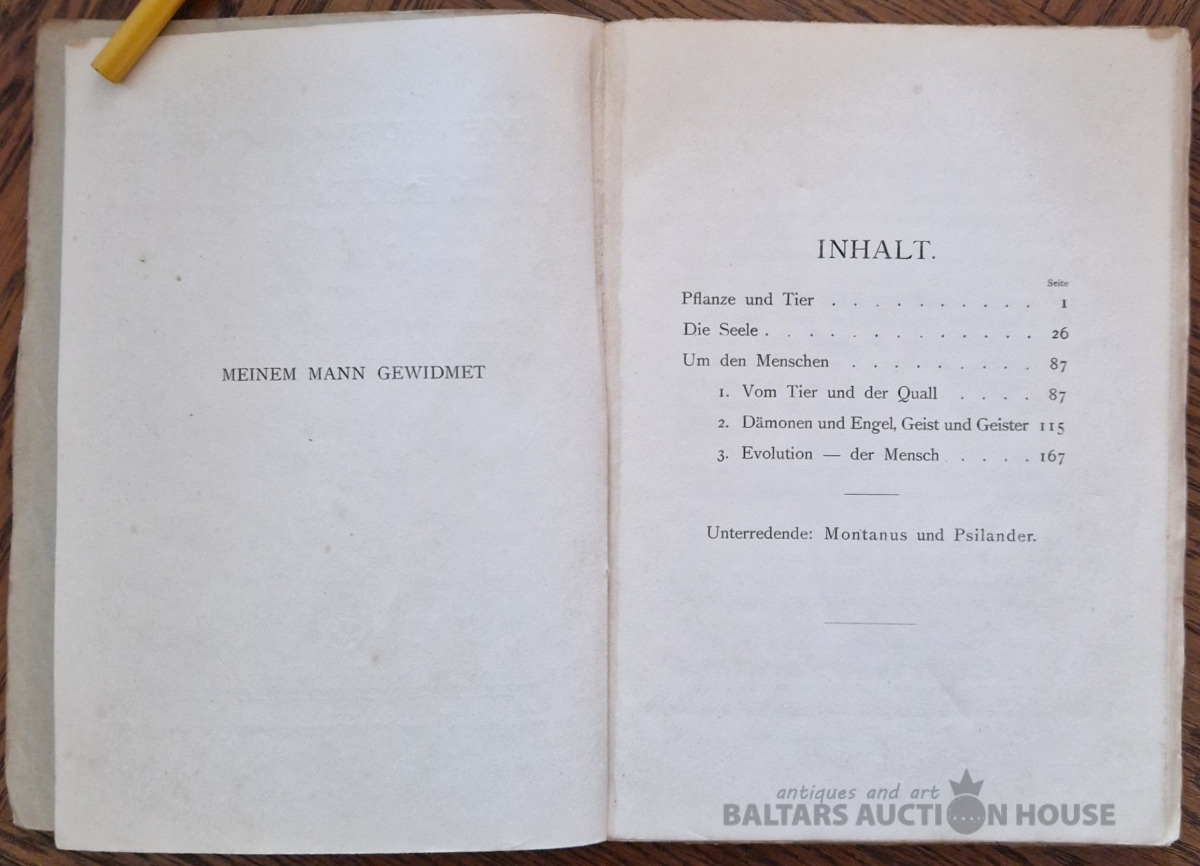 MEINEM MANN GEWIDMET
INHALT.
Seite
Pflanze und Tier . . . . . . . . . . 1
Die Seele . . . . . . . . . . . . . 26
Um den Menschen . . . . . . . . . 87
1. Vom Tier und der Quall . . . . 87
2. Dämonen und Engel, Geist und Geister 115
3. Evolution — der Mensch . . . . . 167
Unterredende: Montanus und Psilander.
antiques and art
BALTARS AUCTION HOUSE